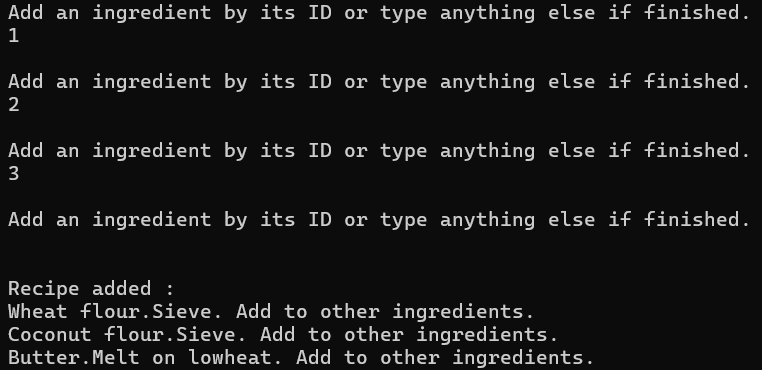 Add an ingredient by its ID or type anything else if finished.
1
Add an ingredient by its ID or type anything else if finished.
2
Add an ingredient by its ID or type anything else if finished.
3
Add an ingredient by its ID or type anything else if finished.
Recipe added :
Wheat flour.Sieve. Add to other ingredients.
Coconut flour.Sieve. Add to other ingredients.
Butter.Melt on lowheat. Add to other ingredients.